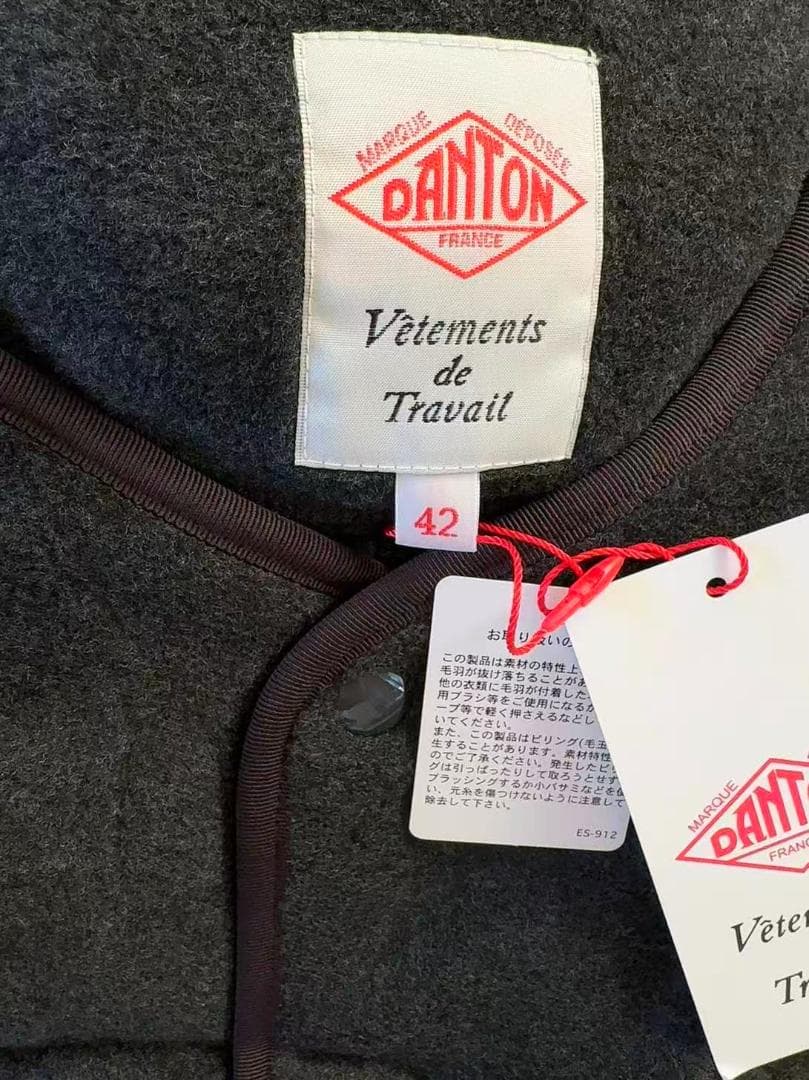 MARQUE DÉPOSÉE
DANTON
FRANCE
Vêtements
de
Travail
42
この製品は素材の特性上
毛羽が抜け落ちることがあ
他の衣類に毛羽が付着した
用ブラシ等をご使用になるか
ープ等で軽く押さえるなどし
いてください。
また、この製品はピリング(毛玉
生することがあります。素材特性
のでご了承ください。発生したピリ
グは引っぱったりして取ろうとせず
ブラッシングするか小バサミなどを使
い、元糸を傷つけないように注意して
除去して下さい。
ES-912
MARQUE
DANT
FRANC
Vête
Tr